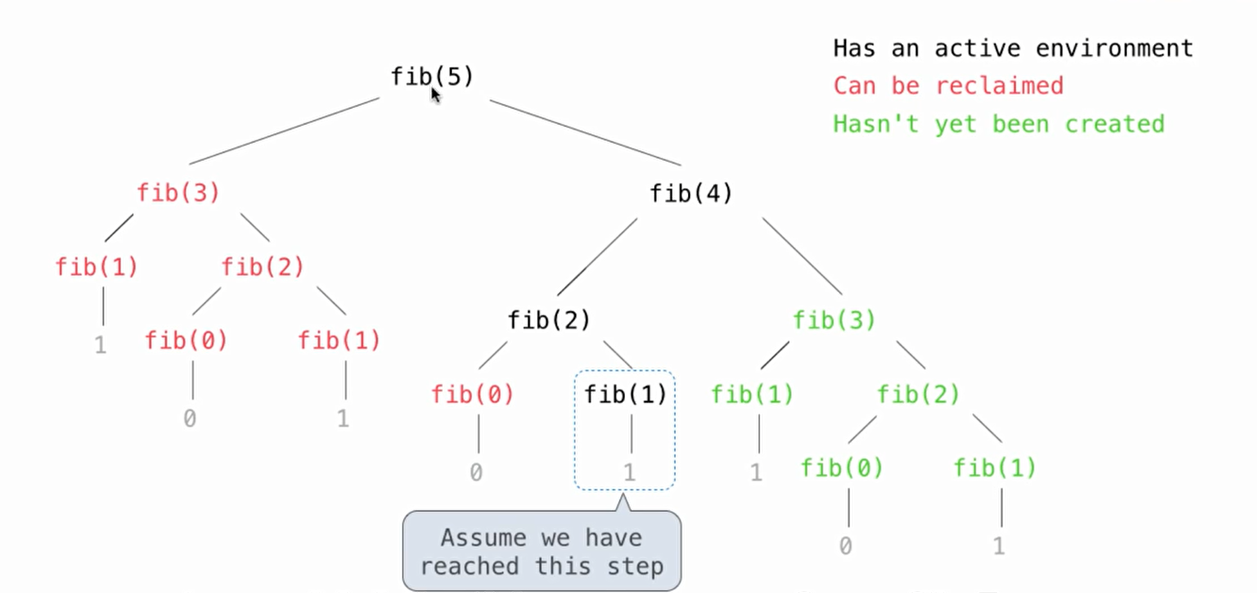 fib(5)
Has an active environment
Can be reclaimed
Hasn't yet been created
fib(3)
fib(4)
fib(1)
fib(2)
fib(2)
fib(3)
1
fib(0)
fib(1)
fib(0)
fib(1)
fib(1)
fib(2)
0
1
0
1
1
fib(0)
fib(1)
0
1
Assume we have
reached this step